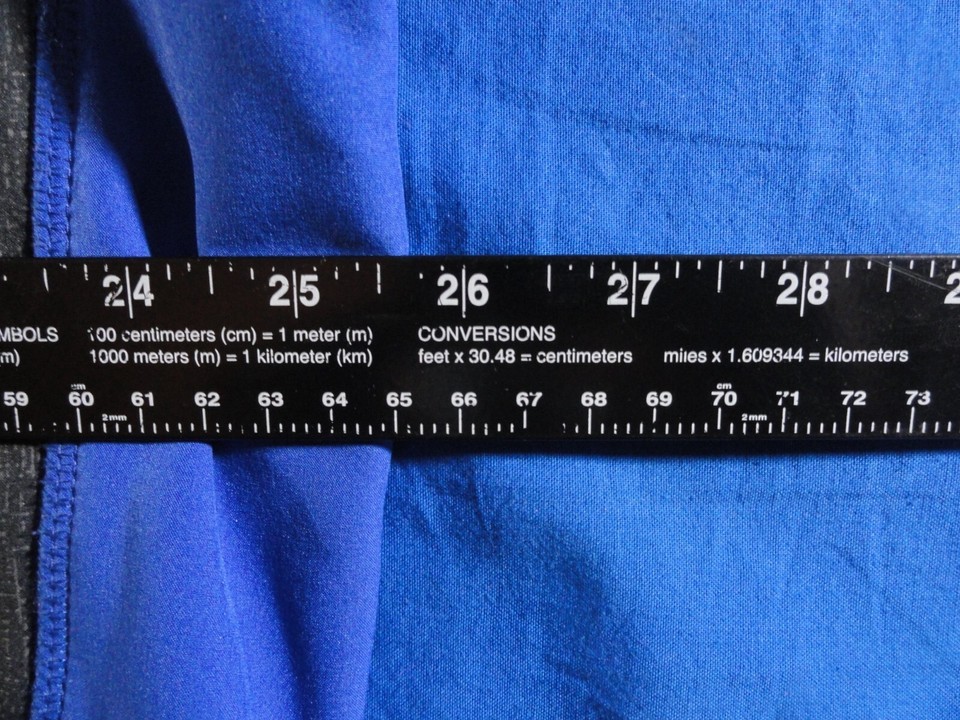 24 25 26 27 28 2
MBOLS 100 centimeters (cm) = 1 meter (m) CONVERSIONS
m) 1000 meters (m) = 1 kilometer (km) feet x 30.48 = centimeters miles x 1.609344 = kilometers
cm cm
59 60 61 62 63 64 65 66 67 68 69 70 71 72 73
2mm 2mm